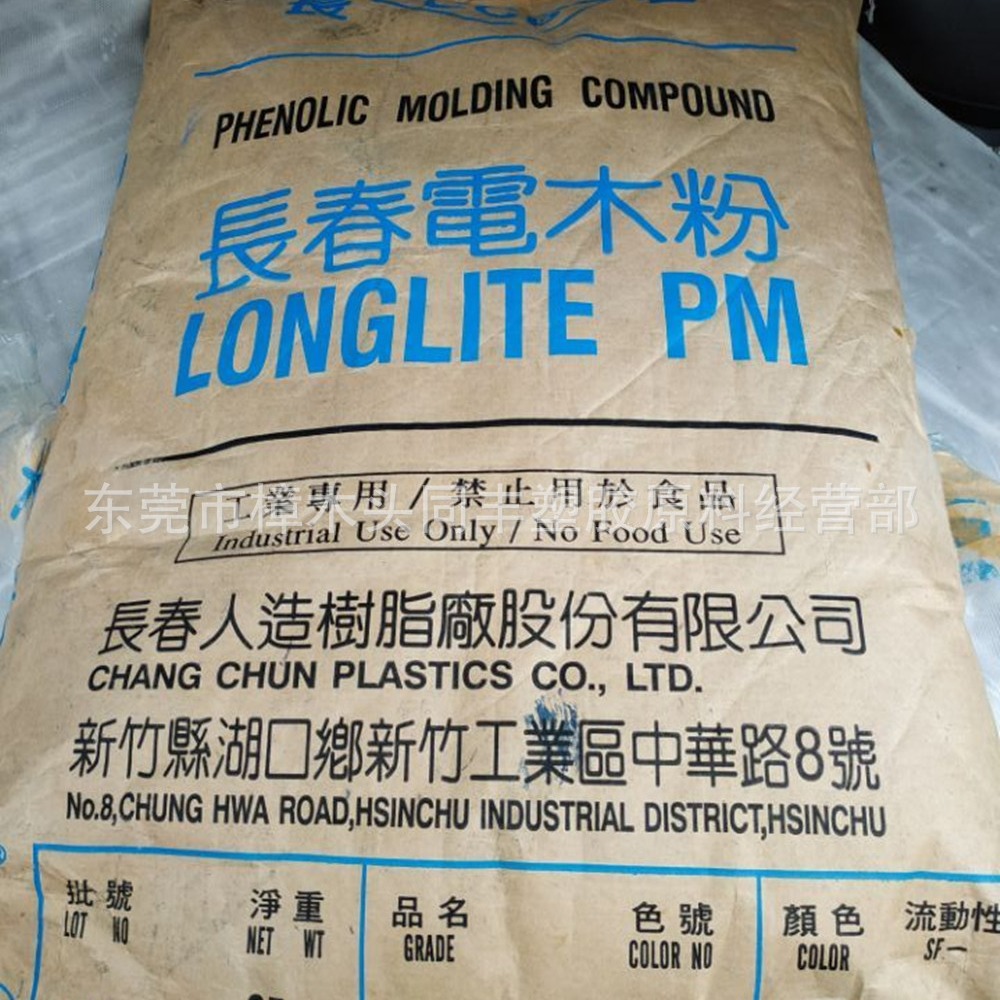 長春
PHENOLIC MOLDING COMPOUND
長春電木粉
LONGLITE PM
工業專用/禁止用於食品
Industrial Use Only / No Food Use
东莞市樟木头同丰塑胶原料经营部
長春人造樹脂廠股份有限公司
CHANG CHUN PLASTICS CO., LTD.
新竹縣湖口鄉新竹工業區中華路8號
No.8,CHUNG HWA ROAD,HSINCHU INDUSTRIAL DISTRICT,HSINCHU
批號 淨重 品名 色號 顏色 流動性
LOT NO NET WT GRADE COLOR NO COLOR SF-